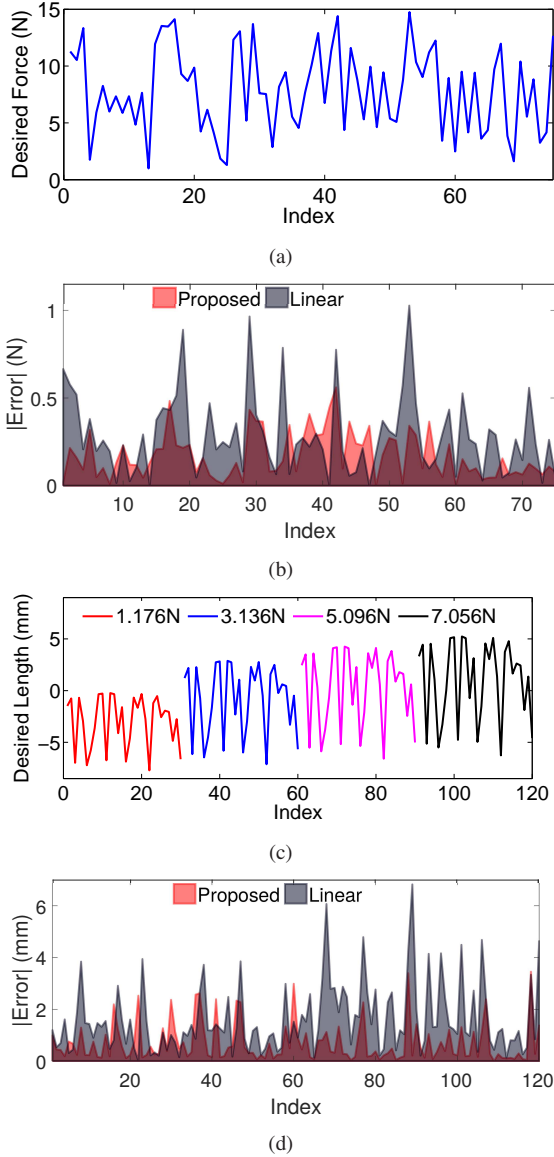 15
10
5
0
Desired Force (N)
0 20 40 60
Index
(a)
Proposed Linear
1
0.5
0
|Error| (N)
10 20 30 40 50 60 70
Index
(b)
1.176N 3.136N 5.096N 7.056N
5
0
−5
Desired Length (mm)
0 20 40 60 80 100 120
Index
(c)
Proposed Linear
6
4
2
0
|Error| (mm)
20 40 60 80 100 120
Index
(d)